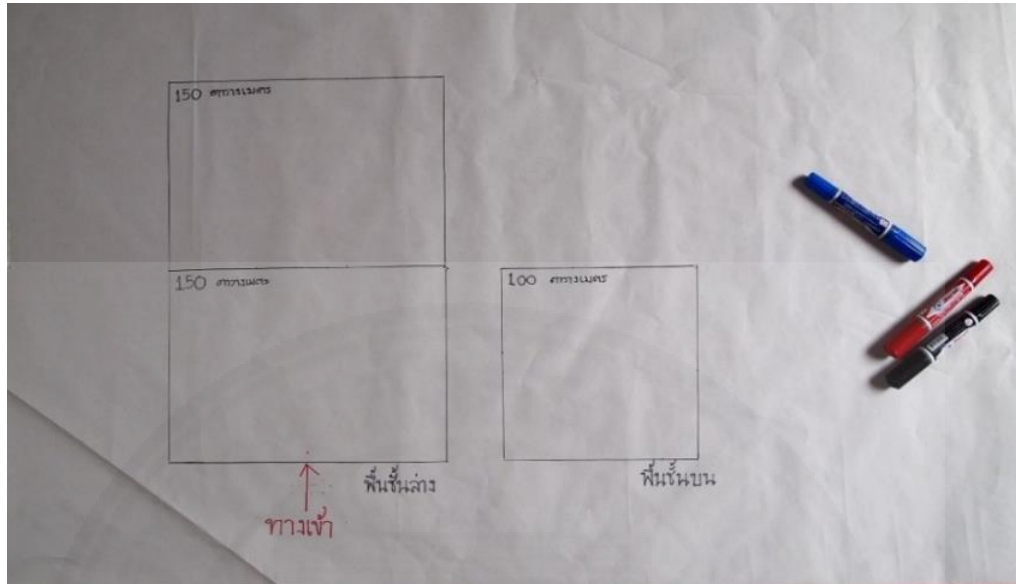 150 ตารางเมตร
150 ตารางเมตร
100 ตารางเมตร
พื้นชั้นล่าง
พื้นชั้นบน
ทางเข้า